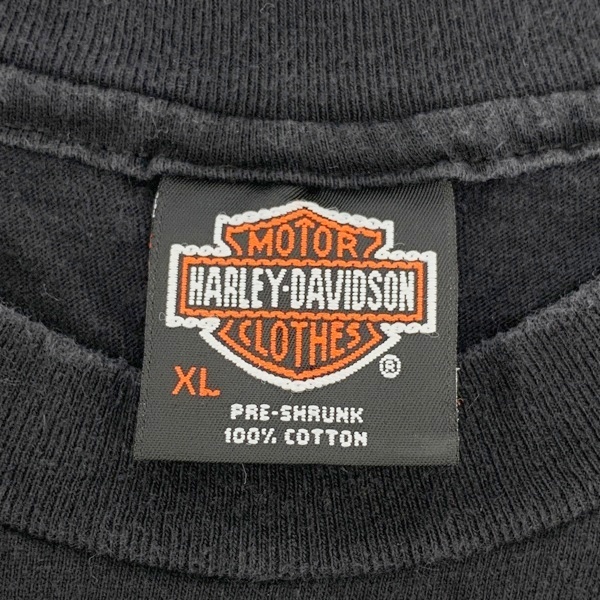 MOTOR
HARLEY-DAVIDSON
CLOTHES
®
XL
PRE-SHRUNK
100% COTTON